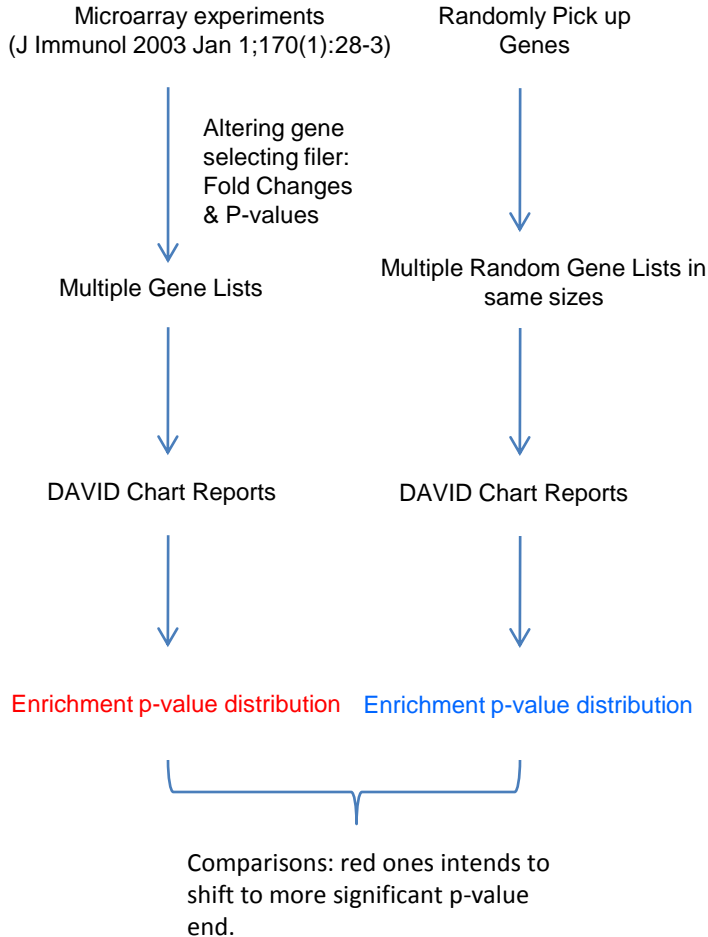 Microarray experiments
(J Immunol 2003 Jan 1;170(1):28-3)
Randomly Pick up
Genes
Altering gene
selecting filer:
Fold Changes
& P-values
Multiple Gene Lists
Multiple Random Gene Lists in
same sizes
DAVID Chart Reports
DAVID Chart Reports
Enrichment p-value distribution
Enrichment p-value distribution
Comparisons: red ones intends to
shift to more significant p-value
end.